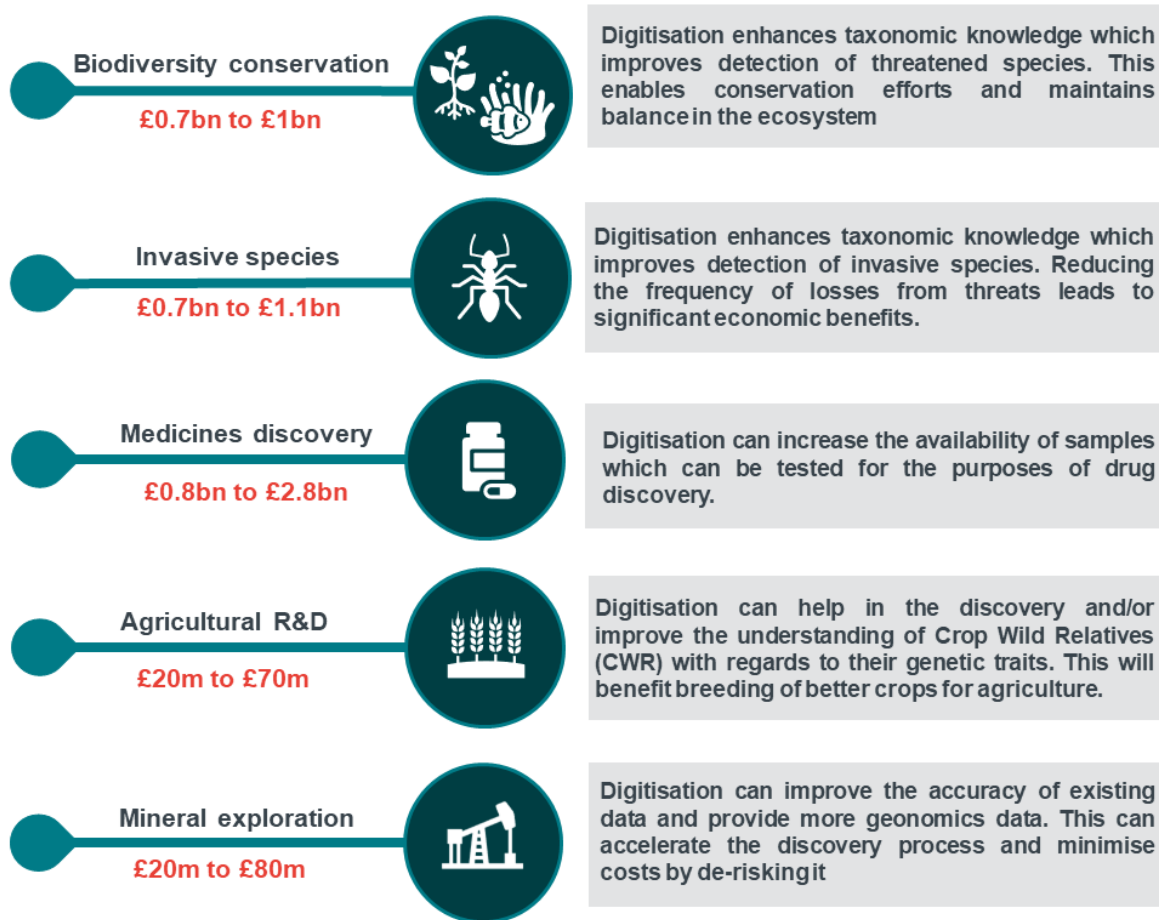 Biodiversity conservation
£0.7bn to £1bn
Digitisation enhances taxonomic knowledge which
improves detection of threatened species. This
enables conservation efforts and maintains
balance in the ecosystem
Invasive species
£0.7bn to £1.1bn
Digitisation enhances taxonomic knowledge which
improves detection of invasive species. Reducing
the frequency of losses from threats leads to
significant economic benefits.
Medicines discovery
£0.8bn to £2.8bn
Digitisation can increase the availability of samples
which can be tested for the purposes of drug
discovery.
Agricultural R&D
£20m to £70m
Digitisation can help in the discovery and/or
improve the understanding of Crop Wild Relatives
(CWR) with regards to their genetic traits. This will
benefit breeding of better crops for agriculture.
Mineral exploration
£20m to £80m
Digitisation can improve the accuracy of existing
data and provide more geonomics data. This can
accelerate the discovery process and minimise
costs by de-risking it